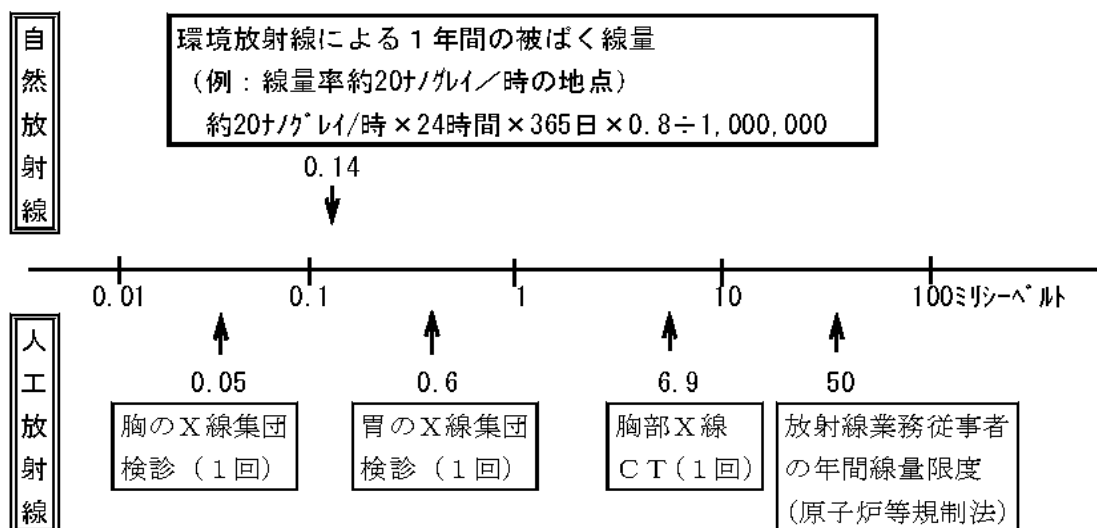 自然放射線
環境放射線による1年間の被ばく線量
(例:線量率約20ナノグレイ/時の地点)
約20ナノグレイ/時×24時間×365日×0.8÷1,000,000
0.14
0.01 0.1 1 10 100ミリシーベルト
人工放射線
0.05
胸のX線集団
検診(1回)
0.6
胃のX線集団
検診(1回)
6.9
胸部X線
CT(1回)
50
放射線業務従事者
の年間線量限度
(原子炉等規制法)